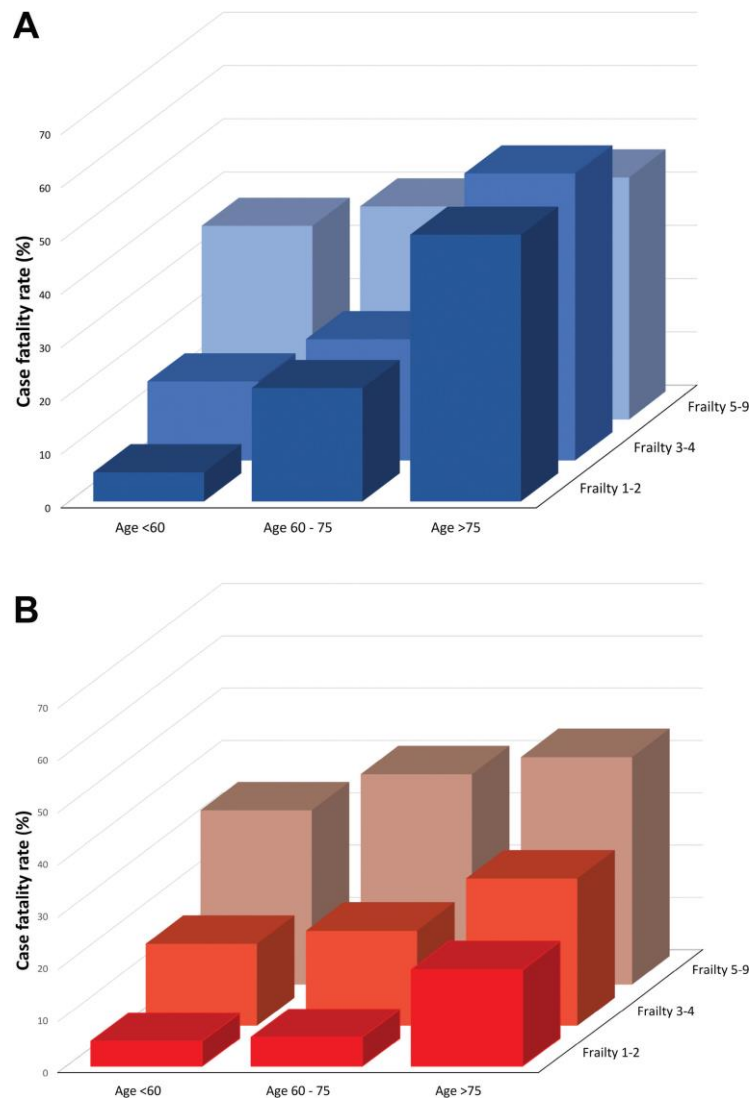 A
Case fatality rate (%)
70
60
50
40
30
20
10
0
Age <60
Age 60 - 75
Age >75
Frailty 1-2
Frailty 3-4
Frailty 5-9
B
Case fatality rate (%)
70
60
50
40
30
20
10
0
Age <60
Age 60 - 75
Age >75
Frailty 1-2
Frailty 3-4
Frailty 5-9